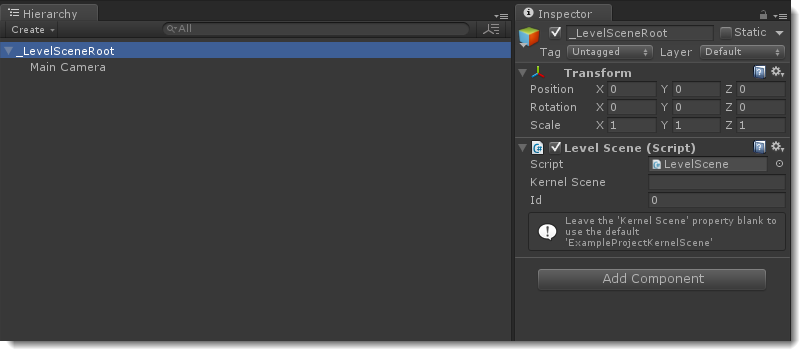 Hierarchy
Create
All
_LevelSceneRoot
Main Camera
Inspector
_LevelSceneRoot Static
Tag Untagged Layer Default
Transform
Position X 0 Y 0 Z 0
Rotation X 0 Y 0 Z 0
Scale X 1 Y 1 Z 1
Level Scene (Script)
Script LevelScene
Kernel Scene
Id 0
Leave the 'Kernel Scene' property blank to
use the default
'ExampleProjectKernelScene'
Add Component